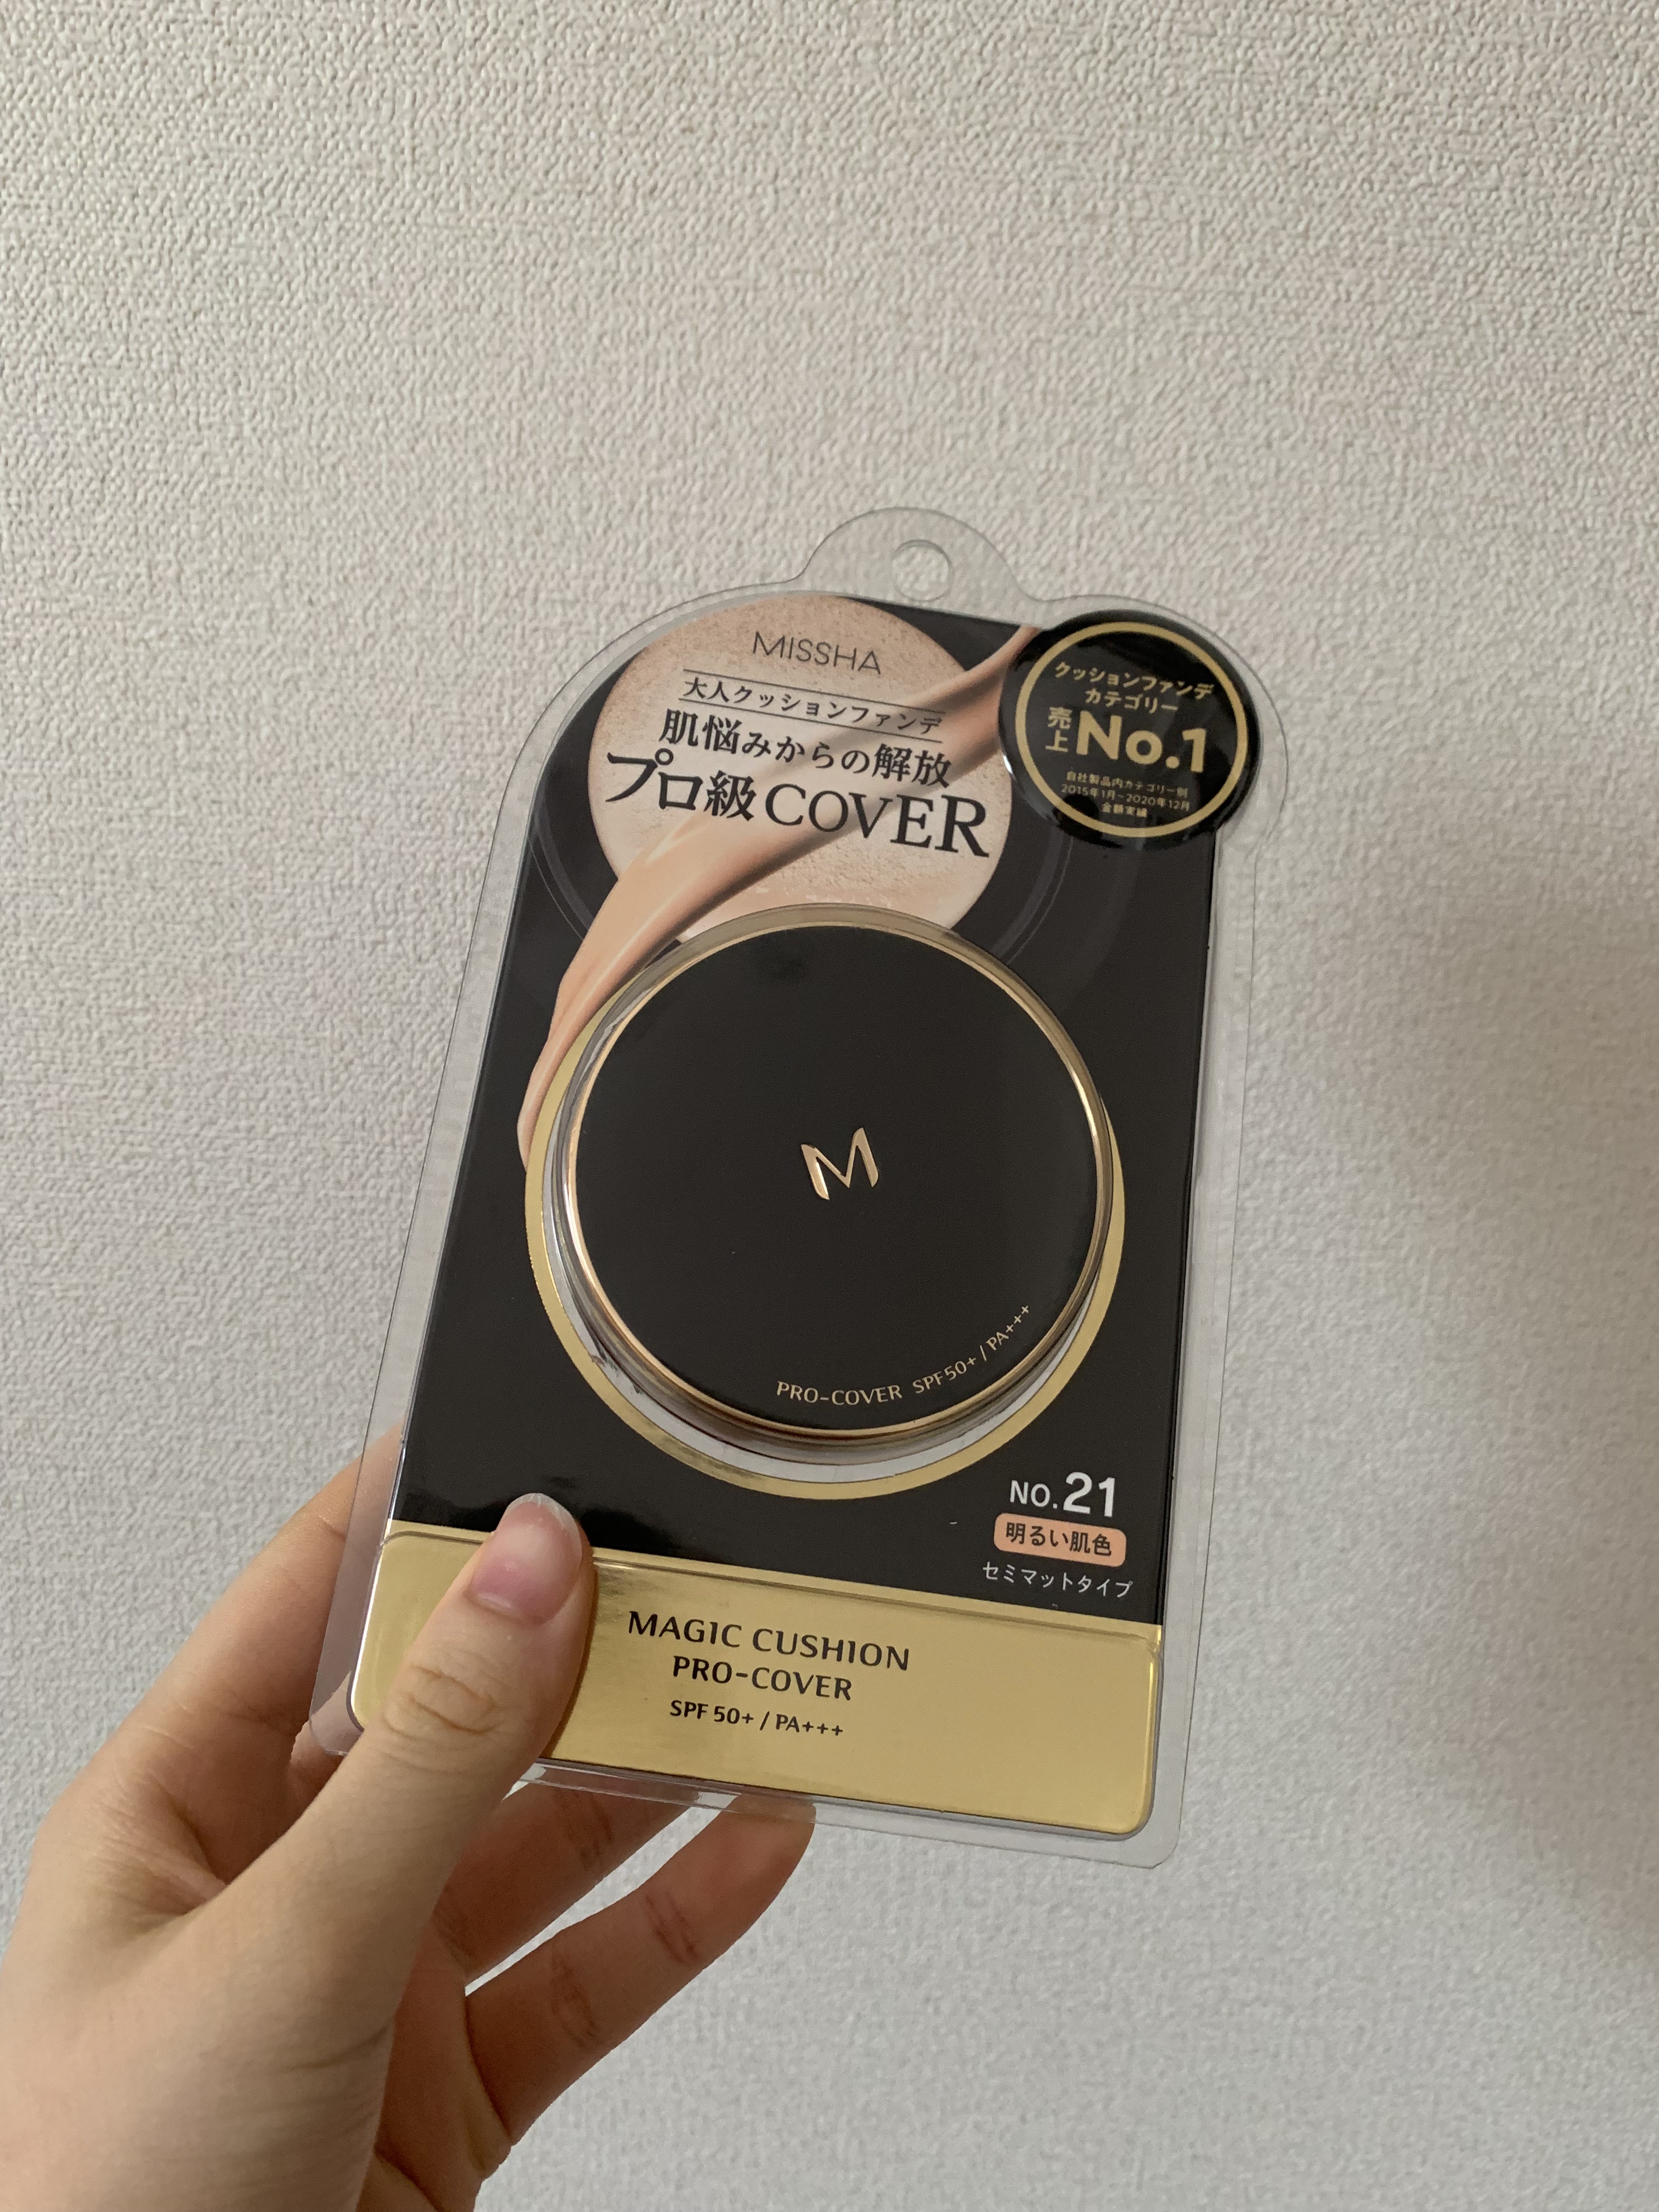 MISSHA
大人クッションファンデ
肌悩みからの解放
プロ級COVER
クッションファンデ
カテゴリー
売上No.1
自社製品内カテゴリー別
2015年1月~2020年12月
金額実績
M
PRO-COVER SPF50+ / PA+++
NO.21
明るい肌色
セミマットタイプ
MAGIC CUSHION
PRO-COVER
SPF 50+ / PA+++